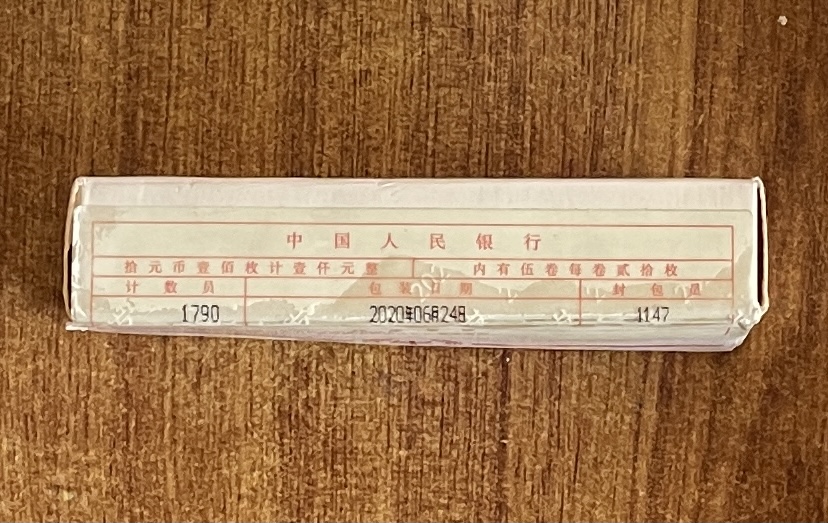 中国人民银行
拾元币壹佰枚计壹仟元整 内有伍卷每卷贰拾枚
计数员 包装日期 封包员
1790 2020年06月24日 1147